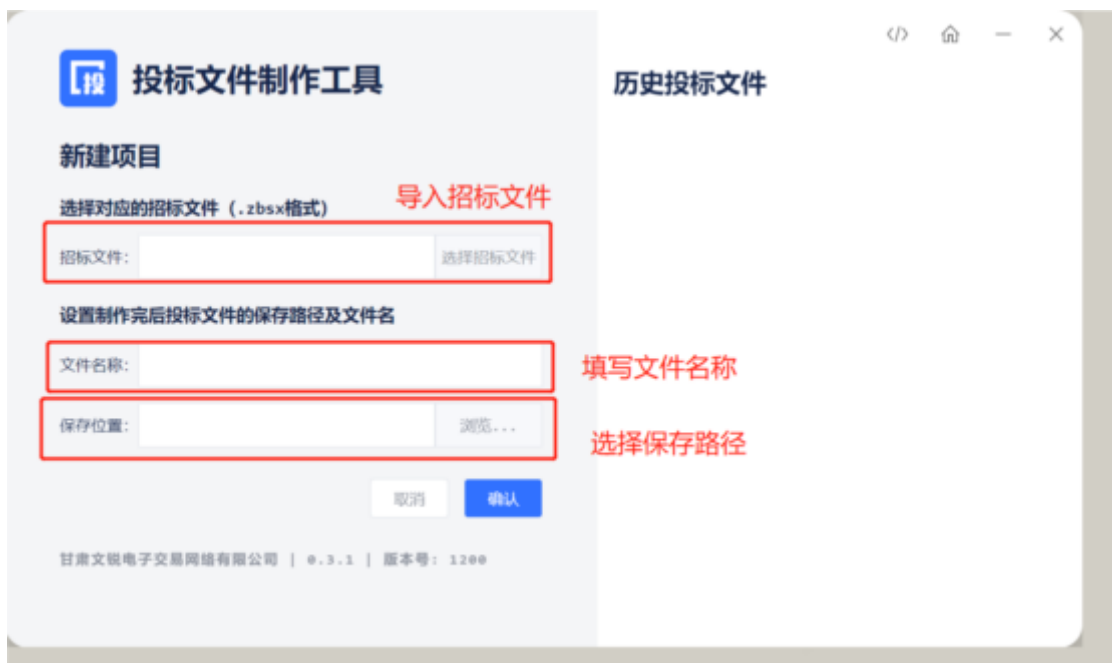 投
投标文件制作工具
历史投标文件
新建项目
选择对应的招标文件（.zbsx格式）
导入招标文件
招标文件:
选择招标文件
设置制作完后投标文件的保存路径及文件名
文件名称:
填写文件名称
保存位置:
浏览...
选择保存路径
取消
确认
甘肃文锐电子交易网络有限公司 | 0.3.1 | 版本号: 1200